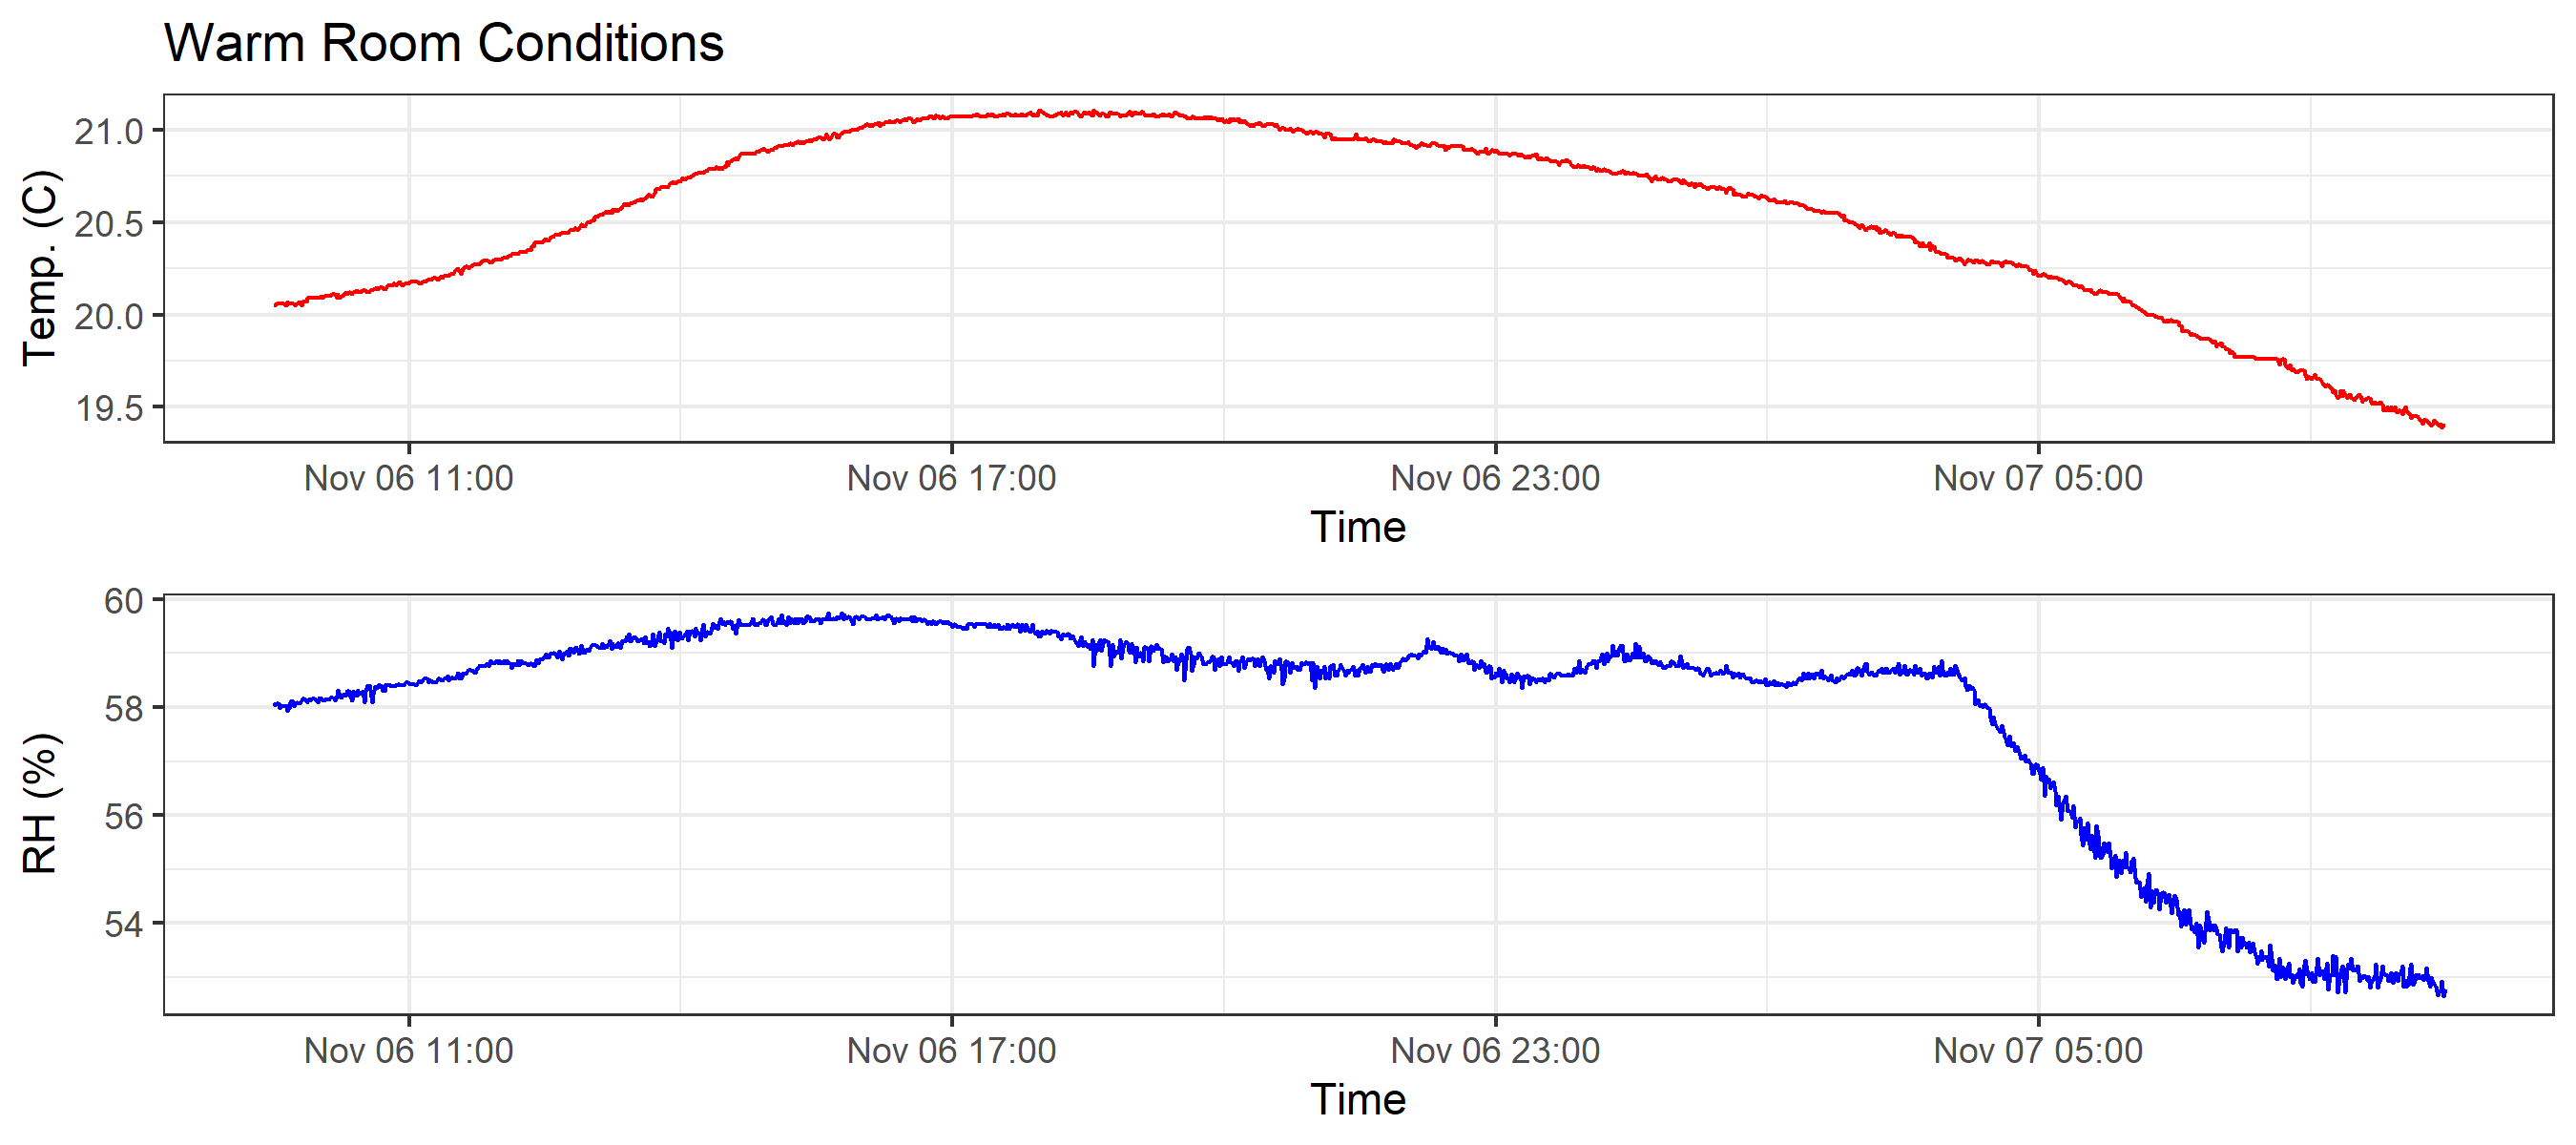 Warm Room Conditions
Temp. (C)
21.0
20.5
20.0
19.5
Nov 06 11:00 Nov 06 17:00 Nov 06 23:00 Nov 07 05:00
Time
RH (%)
60
58
56
54
Nov 06 11:00 Nov 06 17:00 Nov 06 23:00 Nov 07 05:00
Time